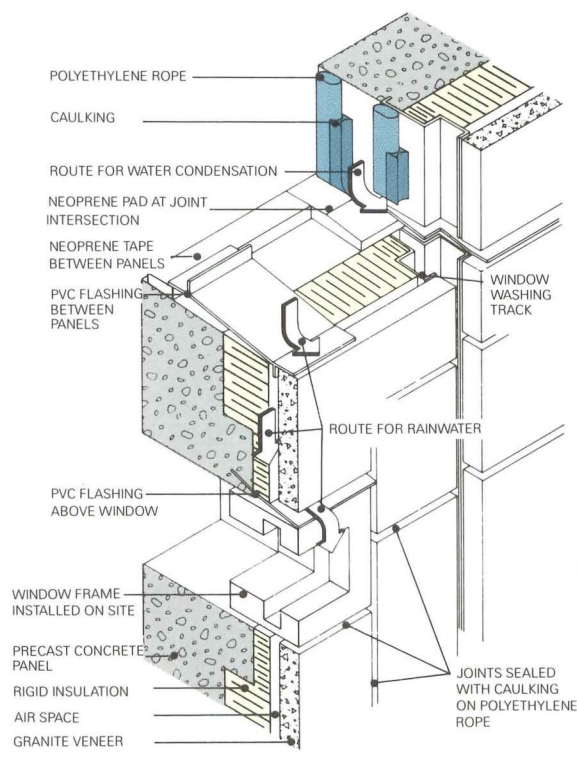 POLYETHYLENE ROPE
CAULKING
ROUTE FOR WATER CONDENSATION
NEOPRENE PAD AT JOINT
INTERSECTION
NEOPRENE TAPE
BETWEEN PANELS
PVC FLASHING
BETWEEN
PANELS
WINDOW
WASHING
TRACK
ROUTE FOR RAINWATER
PVC FLASHING
ABOVE WINDOW
WINDOW FRAME
INSTALLED ON SITE
PRECAST CONCRETE
PANEL
RIGID INSULATION
AIR SPACE
GRANITE VENEER
JOINTS SEALED
WITH CAULKING
ON POLYETHYLENE
ROPE